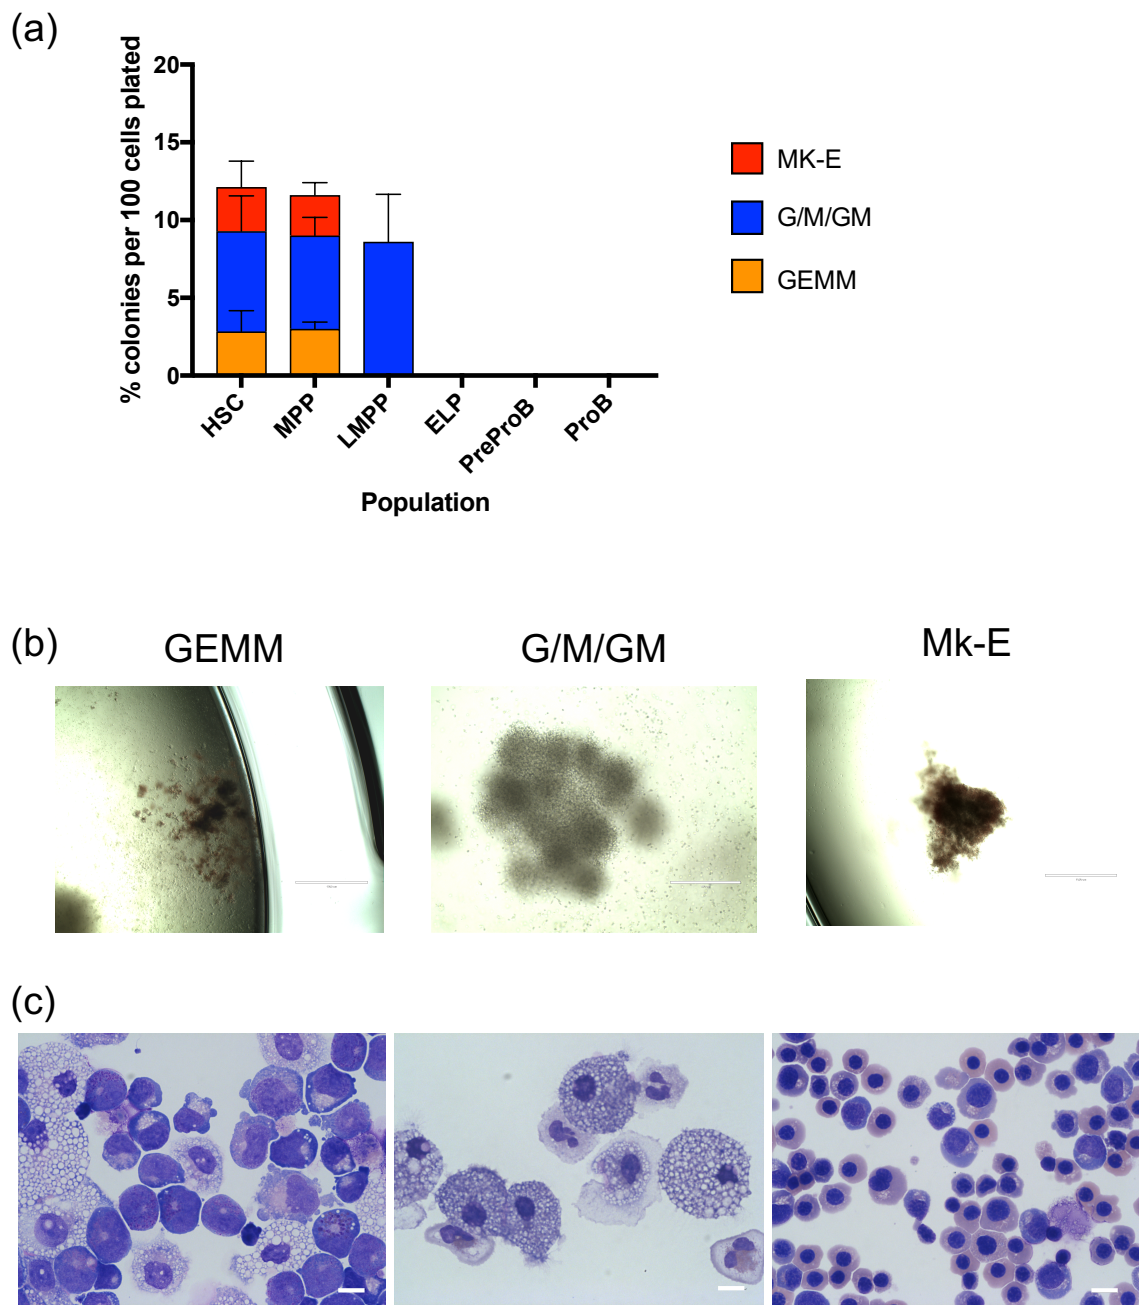 (a)
% colonies per 100 cells plated
20
15
10
5
0
HSC
MPP
LMPP
ELP
PreProB
ProB
Population
MK-E
G/M/GM
GEMM
(b)
GEMM
G/M/GM
Mk-E
(c)